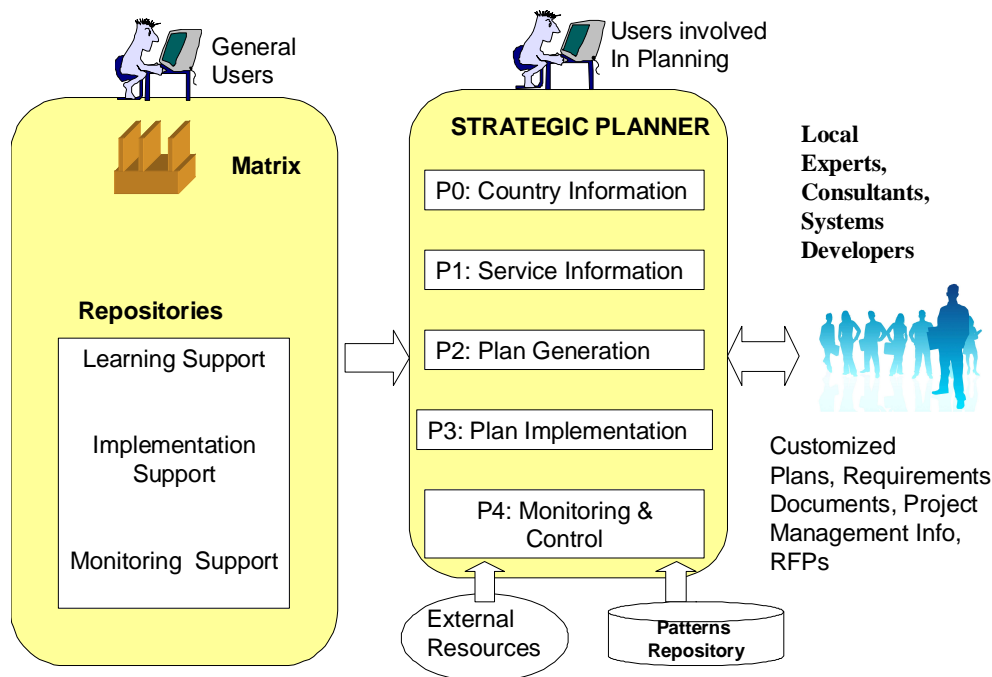 General
Users
Matrix
Repositories
Learning Support
Implementation
Support
Monitoring Support
Users involved
In Planning
STRATEGIC PLANNER
P0: Country Information
P1: Service Information
P2: Plan Generation
P3: Plan Implementation
P4: Monitoring &
Control
External
Resources
Patterns
Repository
Local
Experts,
Consultants,
Systems
Developers
Customized
Plans, Requirements
Documents, Project
Management Info,
RFPs